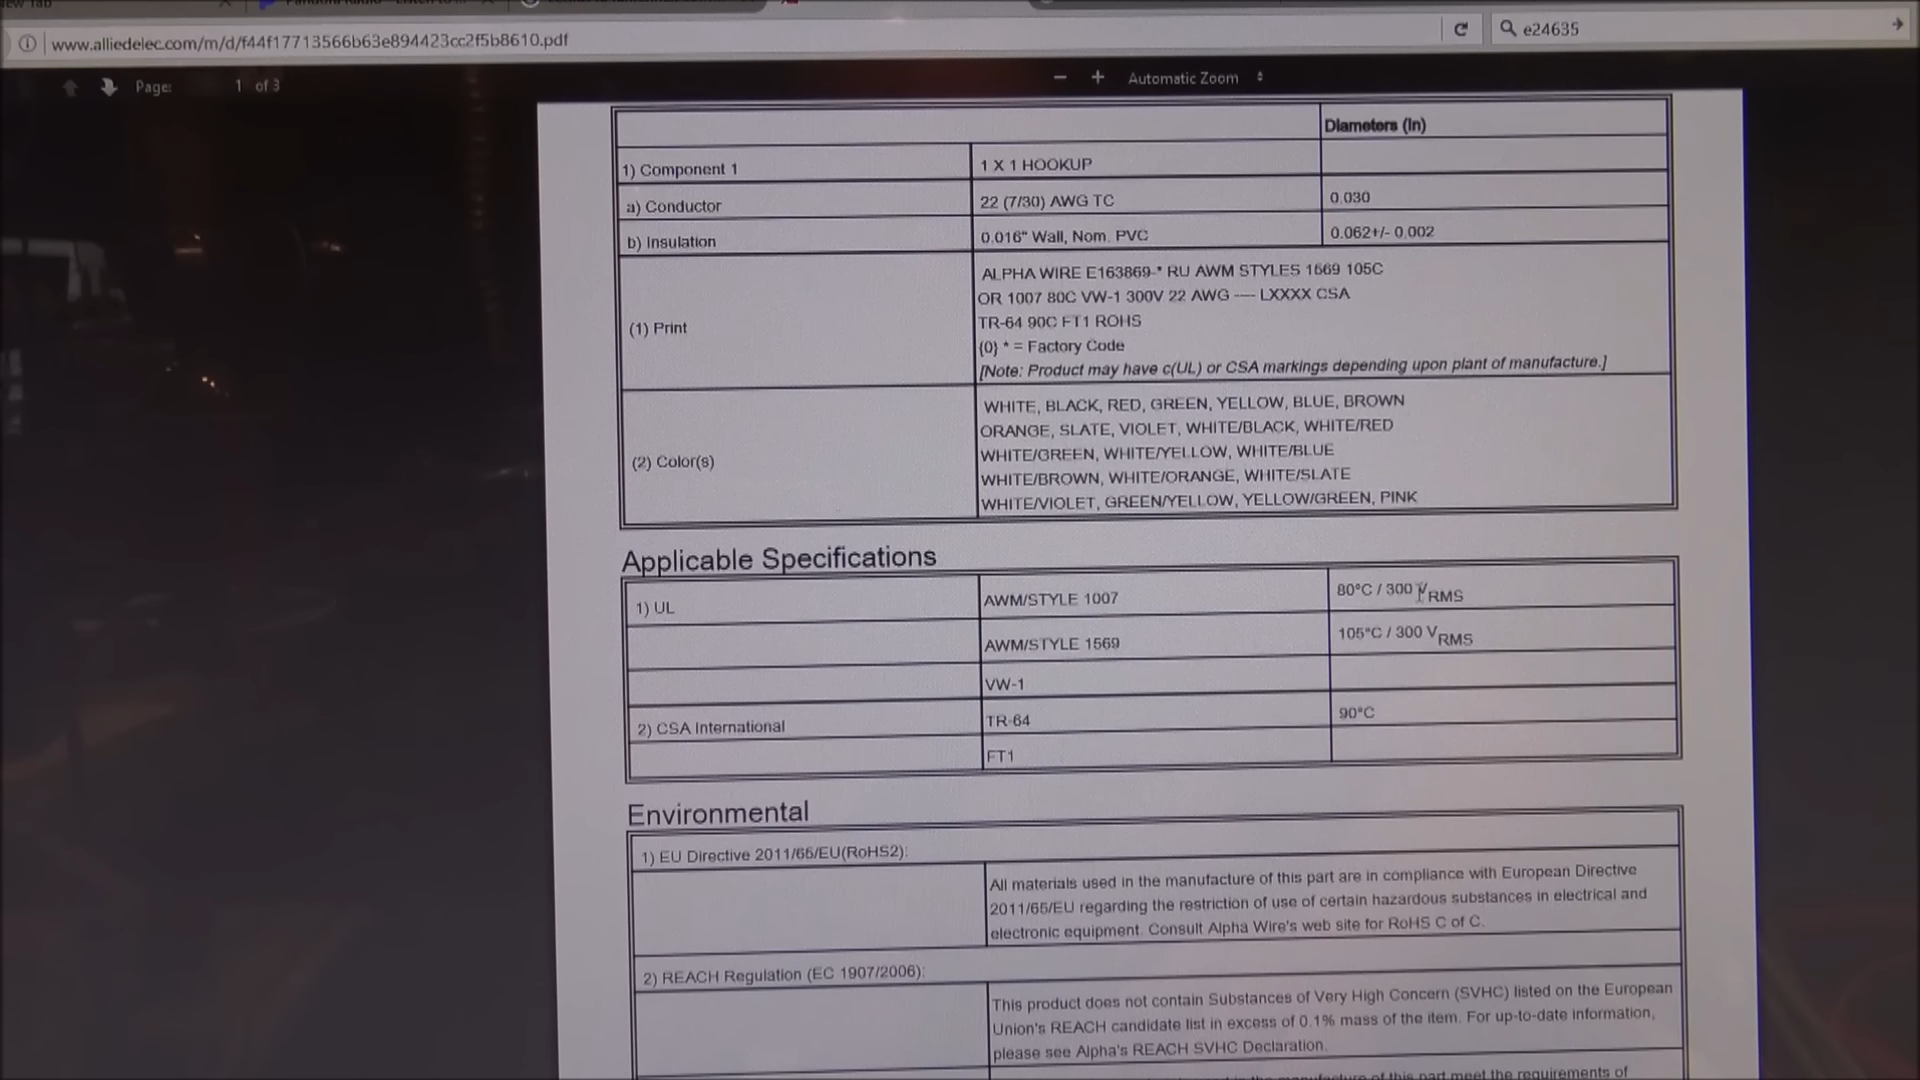 www.alliedelec.com/m/d/f44f17713566b63e894423cc2f5b8610.pdf
e24635
Page: 1 of 3
Automatic Zoom
Diameters (In)
1) Component 1 1 X 1 HOOKUP
a) Conductor 22 (7/30) AWG TC 0.030
b) Insulation 0.016" Wall, Nom. PVC 0.062+/- 0.002
(1) Print
ALPHA WIRE E163869-* RU AWM STYLES 1569 105C
OR 1007 80C VW-1 300V 22 AWG ---- LXXXX CSA
TR-64 90C FT1 ROHS
{0} * = Factory Code
[Note: Product may have c(UL) or CSA markings depending upon plant of manufacture.]
(2) Color(s)
WHITE, BLACK, RED, GREEN, YELLOW, BLUE, BROWN
ORANGE, SLATE, VIOLET, WHITE/BLACK, WHITE/RED
WHITE/GREEN, WHITE/YELLOW, WHITE/BLUE
WHITE/BROWN, WHITE/ORANGE, WHITE/SLATE
WHITE/VIOLET, GREEN/YELLOW, YELLOW/GREEN, PINK
Applicable Specifications
1) UL AWM/STYLE 1007 80°C / 300 VRMS
AWM/STYLE 1569 105°C / 300 VRMS
VW-1
2) CSA International TR-64 90°C
FT1
Environmental
1) EU Directive 2011/65/EU(RoHS2):
All materials used in the manufacture of this part are in compliance with European Directive
2011/65/EU regarding the restriction of use of certain hazardous substances in electrical and
electronic equipment. Consult Alpha Wire's web site for RoHS C of C.
2) REACH Regulation (EC 1907/2006):
This product does not contain Substances of Very High Concern (SVHC) listed on the European
Union's REACH candidate list in excess of 0.1% mass of the item. For up-to-date information,
please see Alpha's REACH SVHC Declaration.
of this part meet the requirements of